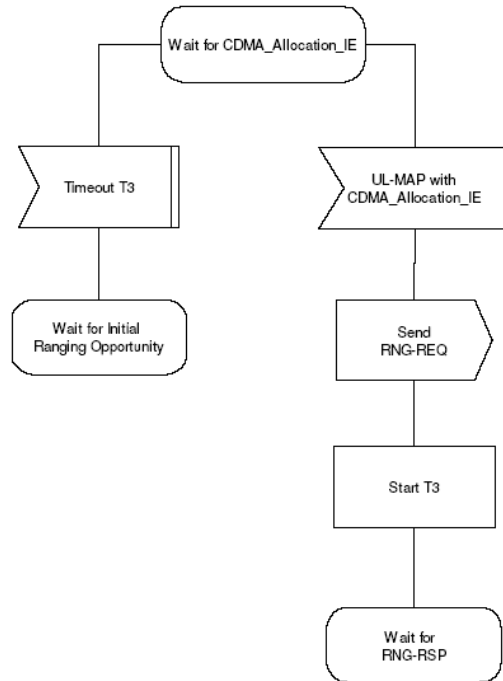 Wait for CDMA_Allocation_IE
Timeout T3
UL-MAP with
CDMA_Allocation_IE
Wait for Initial
Ranging Opportunity
Send
RNG-REQ
Start T3
Wait for
RNG-RSP